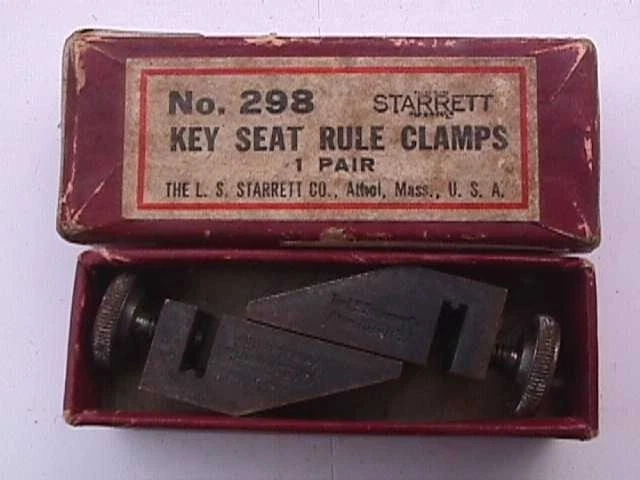 No. 298 STARRETT
KEY SEAT RULE CLAMPS
1 PAIR
THE L. S. STARRETT CO., Athol, Mass., U. S. A.